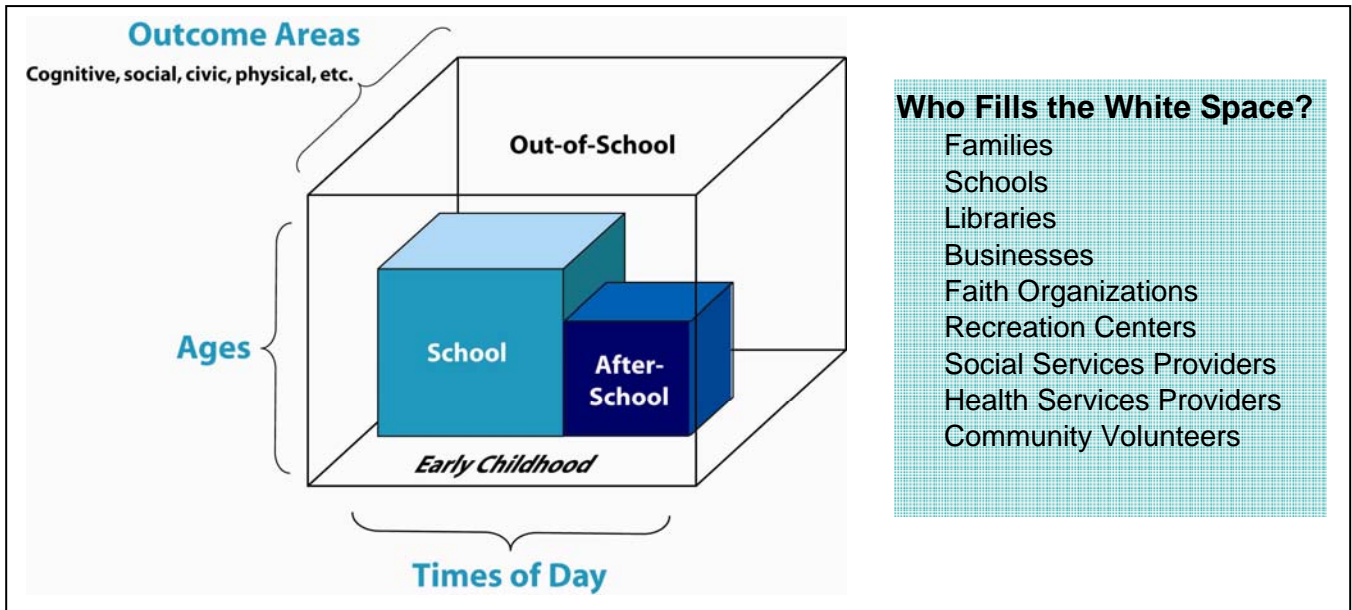 Outcome Areas
Cognitive, social, civic, physical, etc.
Out-of-School
Ages
School
After-
School
Early Childhood
Times of Day
Who Fills the White Space?
Families
Schools
Libraries
Businesses
Faith Organizations
Recreation Centers
Social Services Providers
Health Services Providers
Community Volunteers